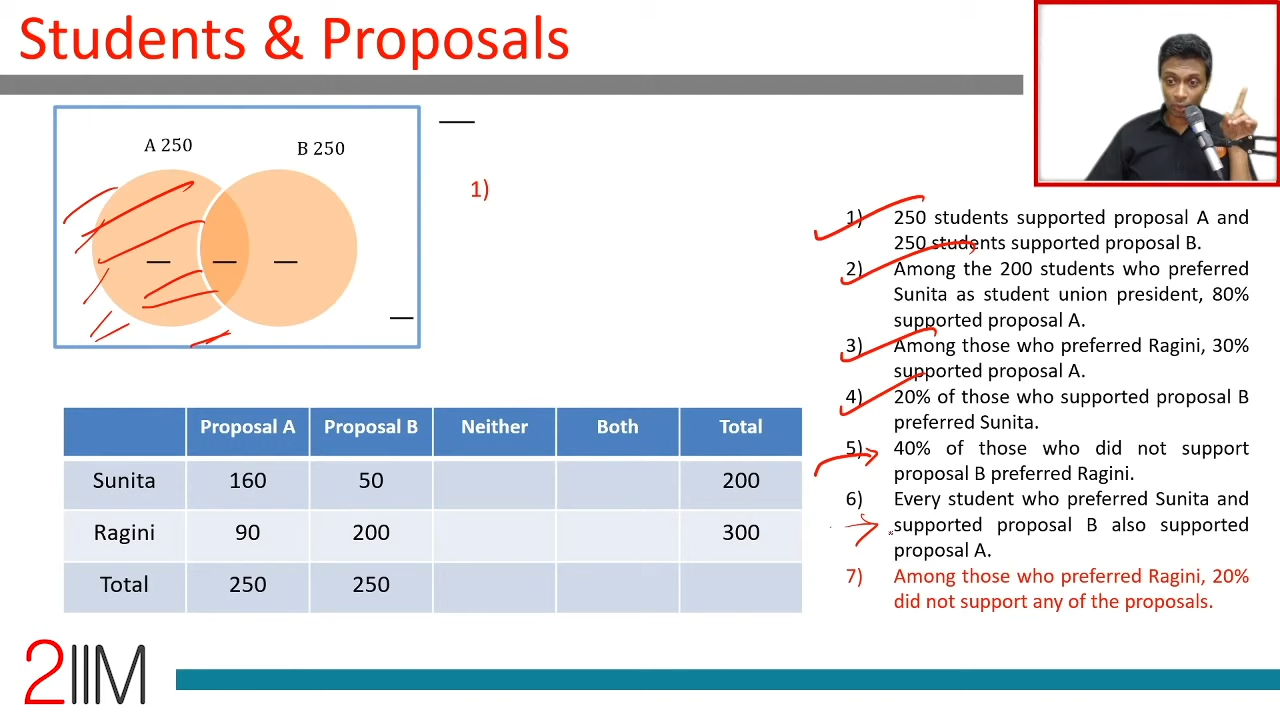 Students & Proposals
A 250
B 250
1)
1) 250 students supported proposal A and
250 students supported proposal B.
2) Among the 200 students who preferred
Sunita as student union president, 80%
supported proposal A.
3) Among those who preferred Ragini, 30%
supported proposal A.
4) 20% of those who supported proposal B
preferred Sunita.
5) 40% of those who did not support
proposal B preferred Ragini.
6) Every student who preferred Sunita and
supported proposal B also supported
proposal A.
7) Among those who preferred Ragini, 20%
did not support any of the proposals.
Proposal A Proposal B Neither Both Total
Sunita 160 50 200
Ragini 90 200 300
Total 250 250
2IIM